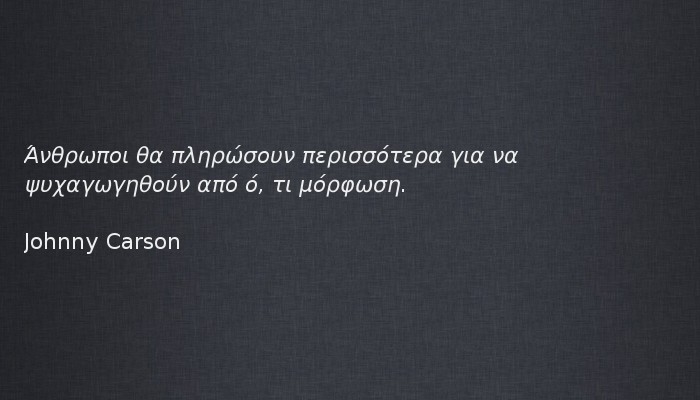 Άνθρωποι θα πληρώσουν περισσότερα για να
ψυχαγωγηθούν από ό, τι μόρφωση.
Johnny Carson